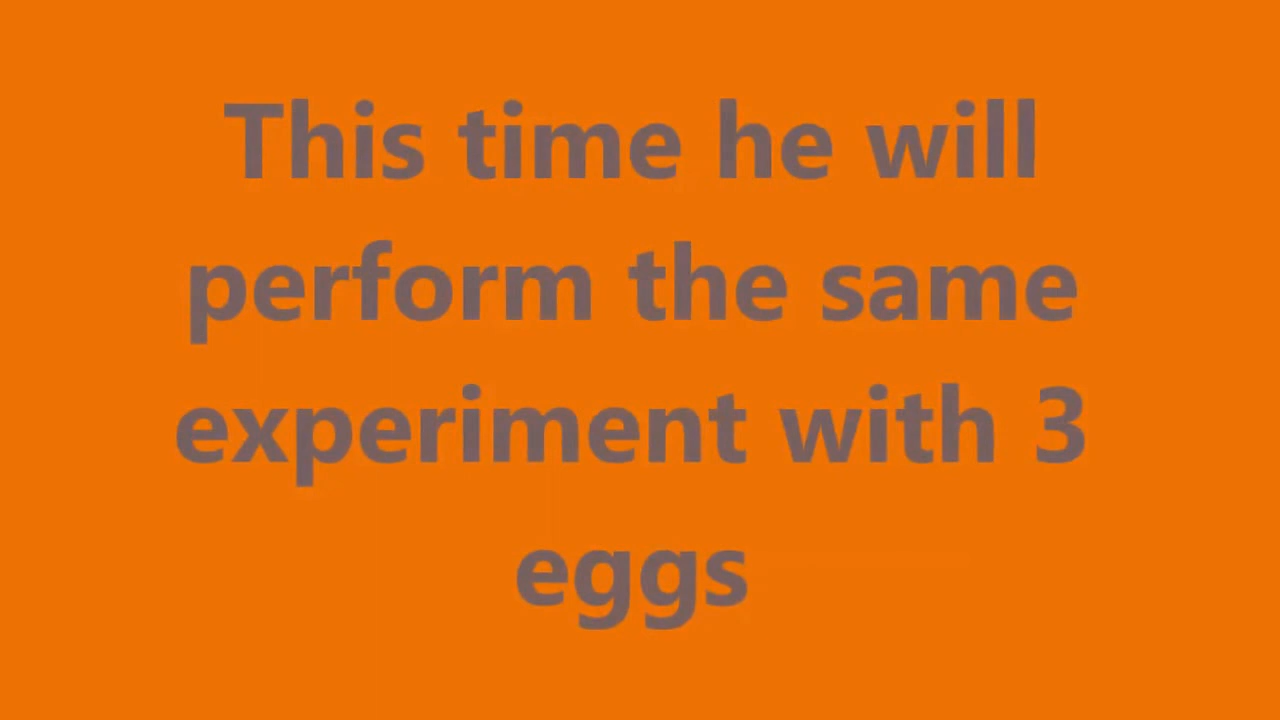 This time he will
perform the same
experiment with 3
eggs